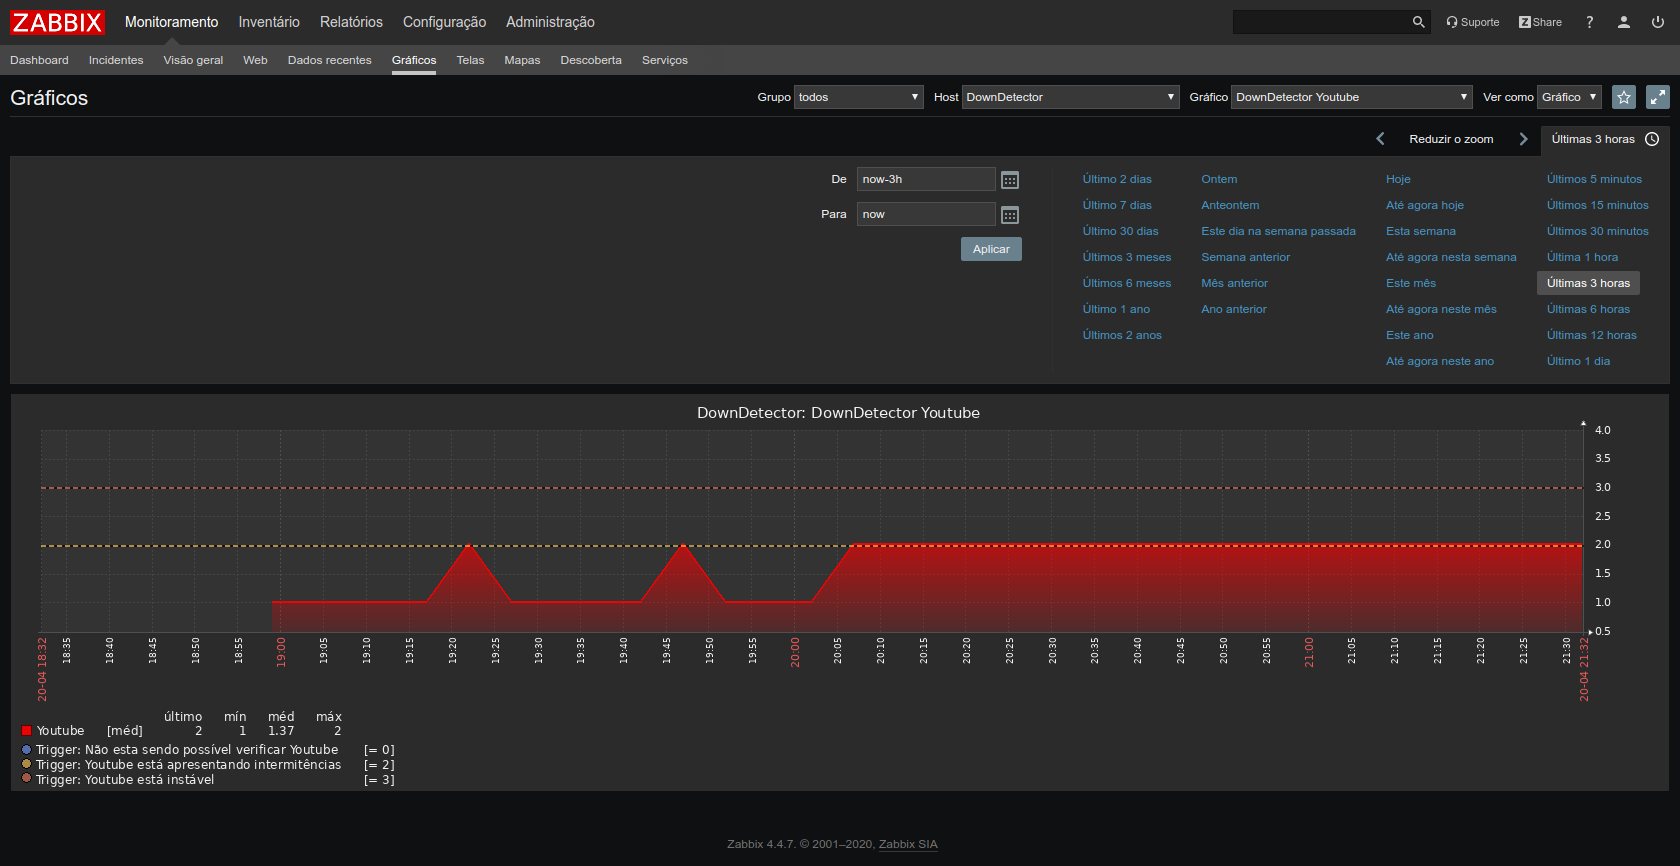 ZABBIX Monitoramento Inventário Relatórios Configuração Administração Suporte Z Share ?
Dashboard Incidentes Visão geral Web Dados recentes Gráficos Telas Mapas Descoberta Serviços
Gráficos Grupo todos Host DownDetector Gráfico DownDetector Youtube Ver como Gráfico
Reduzir o zoom Últimas 3 horas
De now-3h Último 2 dias Ontem Hoje Últimos 5 minutos
Último 7 dias Anteontem Até agora hoje Últimos 15 minutos
Para now
Último 30 dias Este dia na semana passada Esta semana Últimos 30 minutos
Aplicar
Últimos 3 meses Semana anterior Até agora nesta semana Última 1 hora
Últimos 6 meses Mês anterior Este mês Últimas 3 horas
Último 1 ano Ano anterior Até agora neste mês Últimas 6 horas
Últimos 2 anos Este ano Últimas 12 horas
Até agora neste ano Último 1 dia
DownDetector: DownDetector Youtube
4.0
3.5
3.0
2.5
2.0
1.5
1.0
0.5
20-04 18:32 18:35 18:40 18:45 18:50 18:55 19:00 19:05 19:10 19:15 19:20 19:25 19:30 19:35 19:40 19:45 19:50 19:55 20:00 20:05 20:10 20:15 20:20 20:25 20:30 20:35 20:40 20:45 20:50 20:55 21:00 21:05 21:10 21:15 21:20 21:25 21:30 20-04 21:32
último mín méd máx
Youtube [méd] 2 1 1.37 2
Trigger: Não esta sendo possível verificar Youtube [= 0]
Trigger: Youtube está apresentando intermitências [= 2]
Trigger: Youtube está instável [= 3]
Zabbix 4.4.7. © 2001–2020, Zabbix SIA